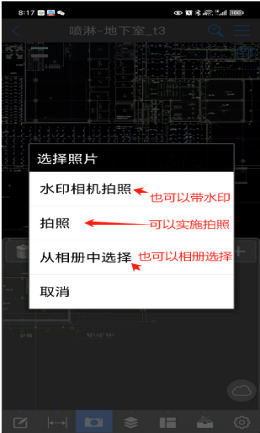 8:17
喷淋-地下室_t3
选择照片
水印相机拍照
也可以带水印
拍照
可以实施拍照
从相册中选择
也可以相册选择
取消